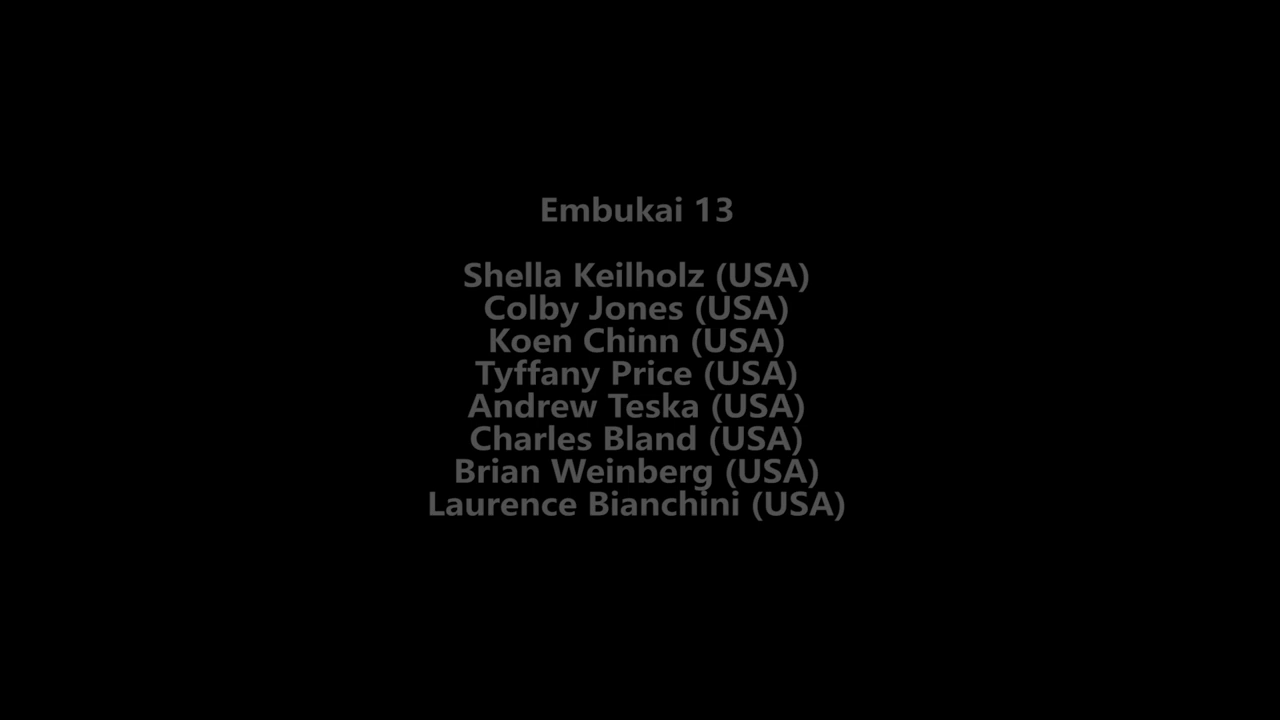 Embukai 13
Shella Keilholz (USA)
Colby Jones (USA)
Koen Chinn (USA)
Tyffany Price (USA)
Andrew Teska (USA)
Charles Bland (USA)
Brian Weinberg (USA)
Laurence Bianchini (USA)